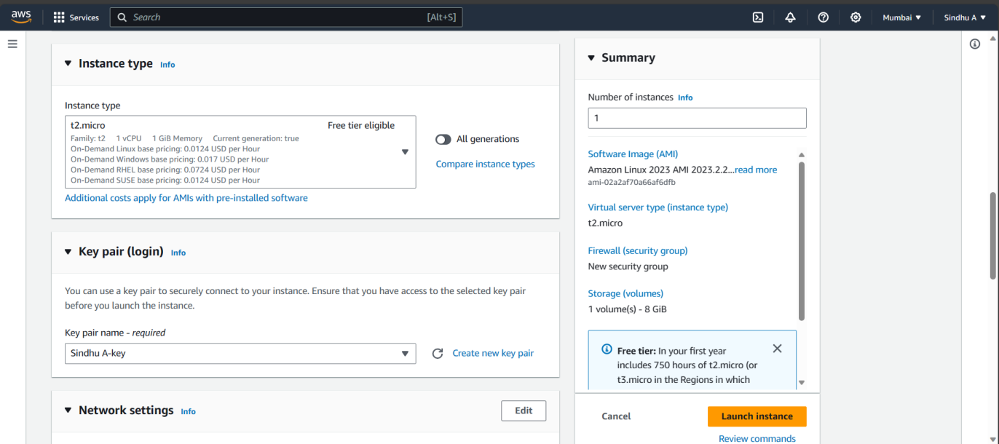 aws
Services
Search
[Alt+S]
Mumbai
Sindhu A
Instance type Info
Instance type
t2.micro Free tier eligible
Family: t2 1 vCPU 1 GiB Memory Current generation: true
On-Demand Linux base pricing: 0.0124 USD per Hour
On-Demand Windows base pricing: 0.017 USD per Hour
On-Demand RHEL base pricing: 0.0724 USD per Hour
On-Demand SUSE base pricing: 0.0124 USD per Hour
All generations
Compare instance types
Additional costs apply for AMIs with pre-installed software
Key pair (login) Info
You can use a key pair to securely connect to your instance. Ensure that you have access to the selected key pair
before you launch the instance.
Key pair name - required
Sindhu A-key
Create new key pair
Network settings Info
Edit
Summary
Number of instances Info
1
Software Image (AMI)
Amazon Linux 2023 AMI 2023.2.2...read more
ami-02a2af70a66af6dfb
Virtual server type (instance type)
t2.micro
Firewall (security group)
New security group
Storage (volumes)
1 volume(s) - 8 GiB
Free tier: In your first year
includes 750 hours of t2.micro (or
t3.micro in the Regions in which
Cancel
Launch instance
Review commands